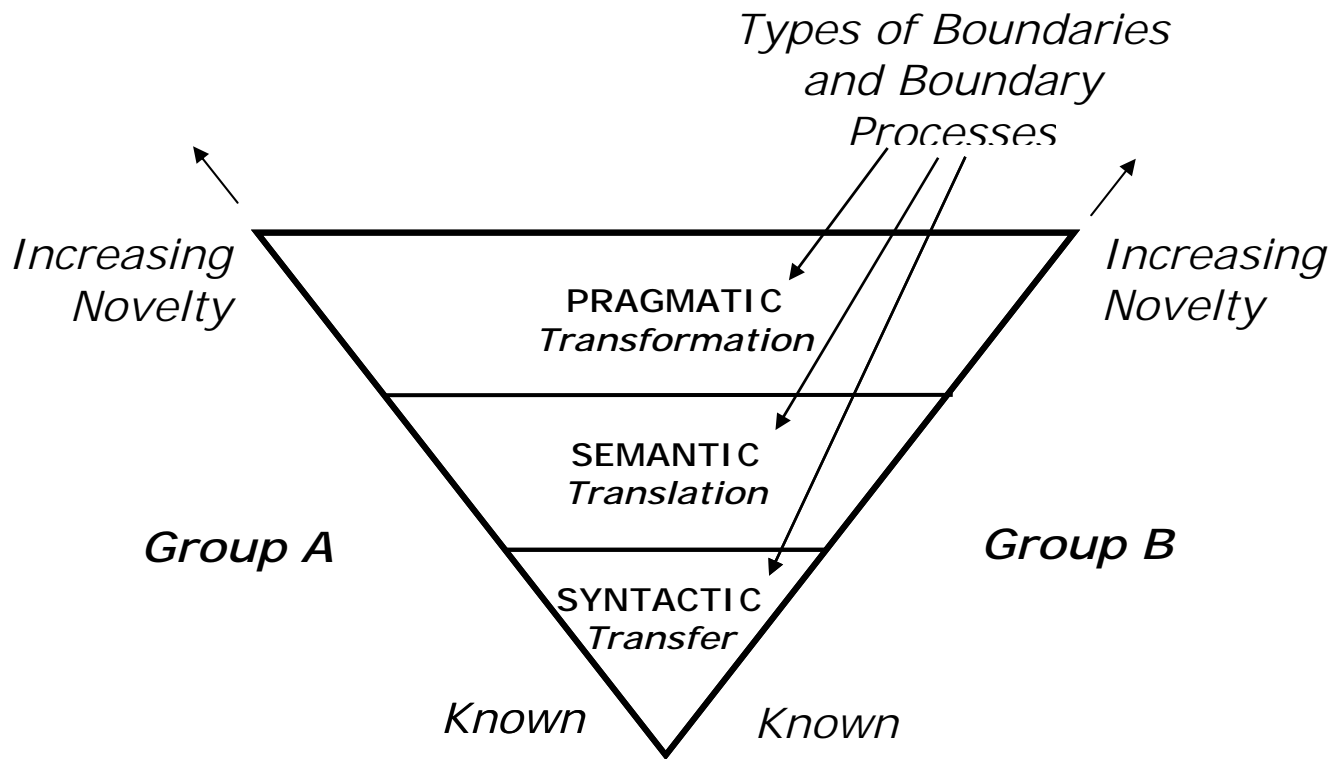 Types of Boundaries
and Boundary
Processes
Increasing
Novelty
Increasing
Novelty
PRAGMATIC
Transformation
SEMANTIC
Translation
Group A
Group B
SYNTACTIC
Transfer
Known
Known